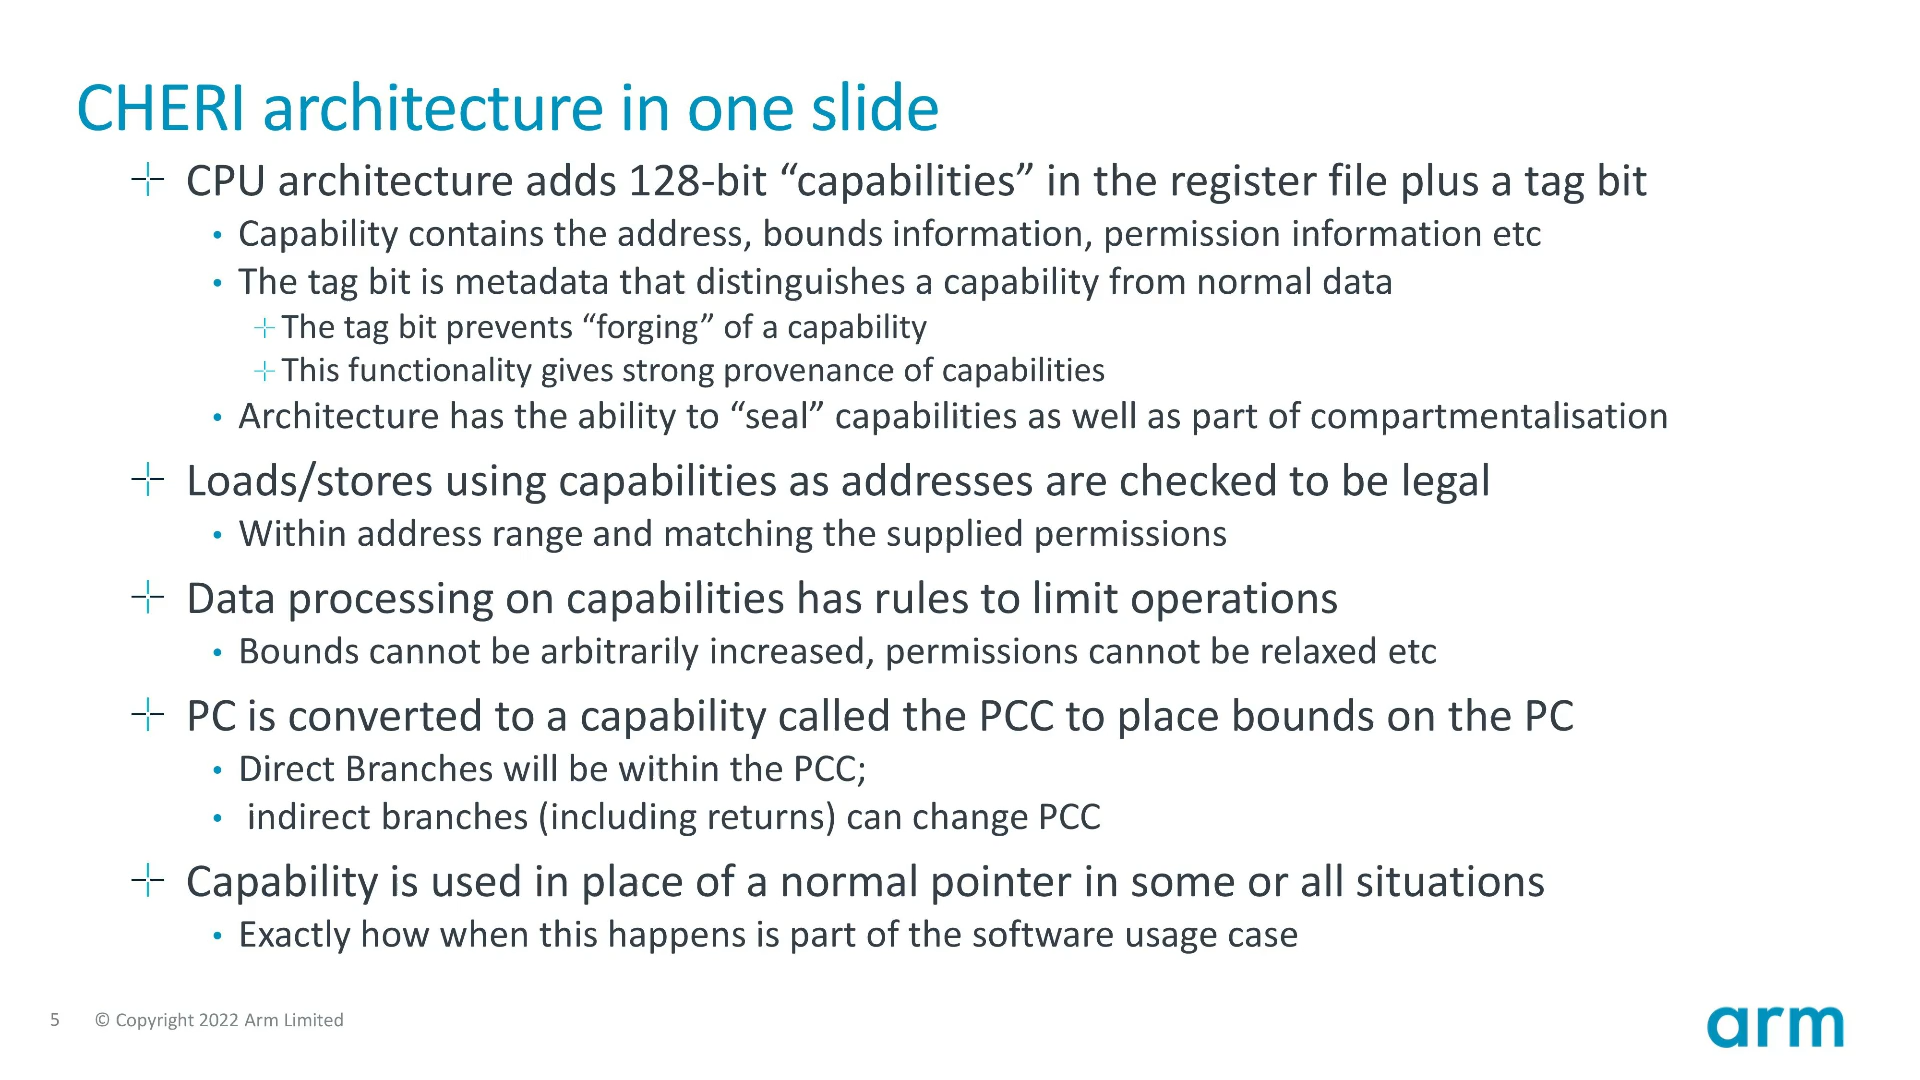 CHERI architecture in one slide
CPU architecture adds 128-bit “capabilities” in the register file plus a tag bit
• Capability contains the address, bounds information, permission information etc
• The tag bit is metadata that distinguishes a capability from normal data
The tag bit prevents “forging” of a capability
This functionality gives strong provenance of capabilities
• Architecture has the ability to “seal” capabilities as well as part of compartmentalisation
Loads/stores using capabilities as addresses are checked to be legal
• Within address range and matching the supplied permissions
Data processing on capabilities has rules to limit operations
• Bounds cannot be arbitrarily increased, permissions cannot be relaxed etc
PC is converted to a capability called the PCC to place bounds on the PC
• Direct Branches will be within the PCC;
• indirect branches (including returns) can change PCC
Capability is used in place of a normal pointer in some or all situations
• Exactly how when this happens is part of the software usage case
5 © Copyright 2022 Arm Limited
arm